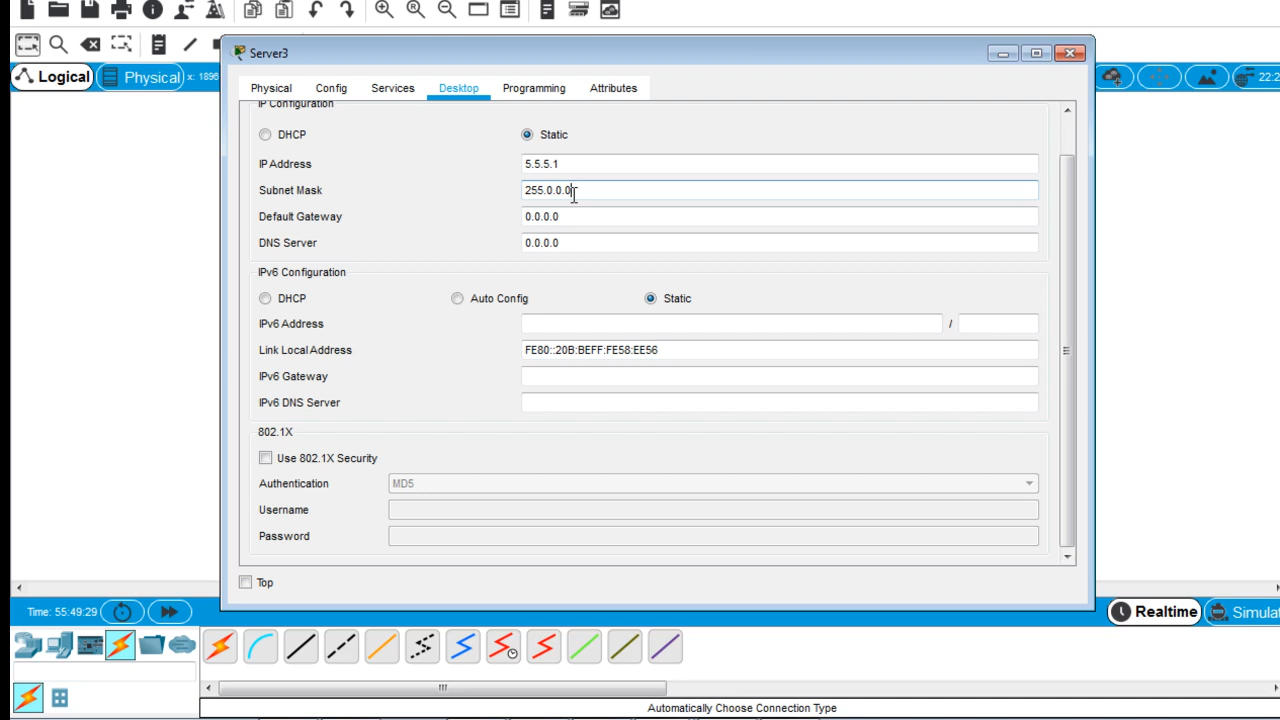 Server3
Logical
Physical
x: 1896
22:2
Physical
Config
Services
Desktop
Programming
Attributes
IP Configuration
DHCP
Static
IP Address
5.5.5.1
Subnet Mask
255.0.0.0
Default Gateway
0.0.0.0
DNS Server
0.0.0.0
IPv6 Configuration
DHCP
Auto Config
Static
IPv6 Address
/
Link Local Address
FE80::20B:BEFF:FE58:EE56
IPv6 Gateway
IPv6 DNS Server
802.1X
Use 802.1X Security
Authentication
MD5
Username
Password
Top
Time: 55:49:29
Realtime
Simulat
Automatically Choose Connection Type